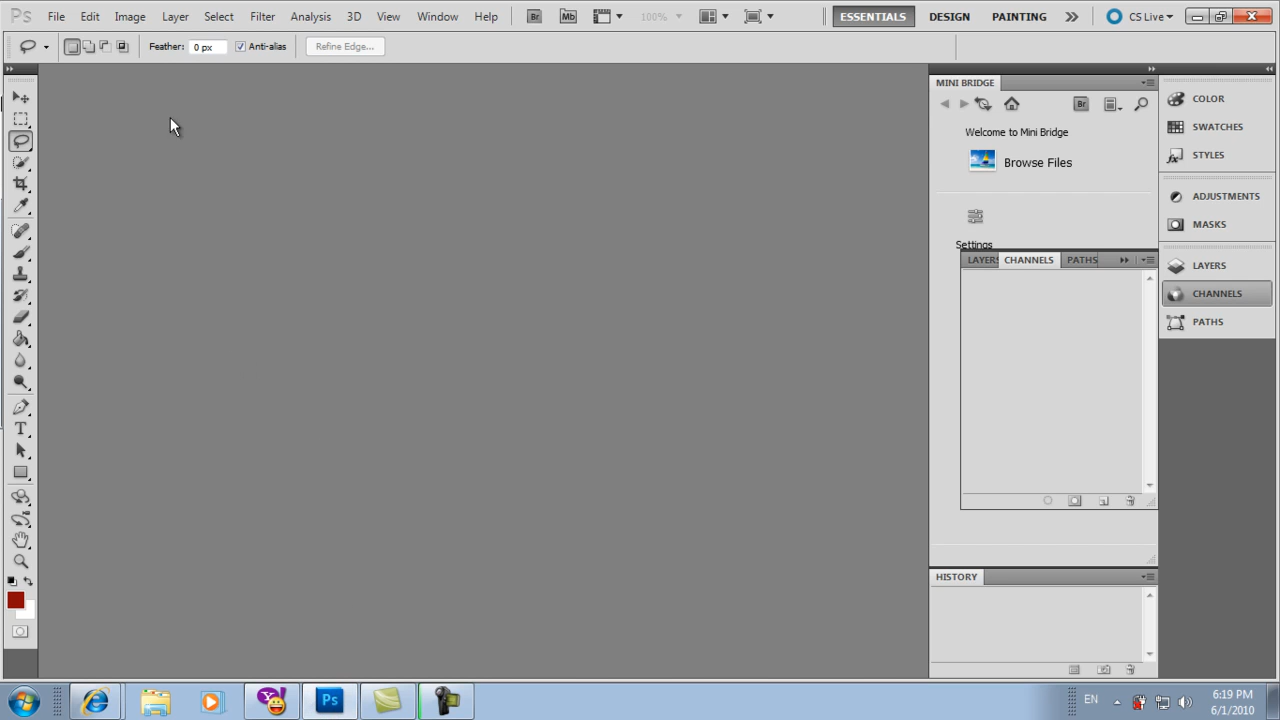 Ps File Edit Image Layer Select Filter Analysis 3D View Window Help Br Mb 100% ESSENTIALS DESIGN PAINTING CS Live
Feather: 0 px Anti-alias Refine Edge...
MINI BRIDGE
Br
Welcome to Mini Bridge
Browse Files
Settings
LAYERS CHANNELS PATHS
HISTORY
COLOR
SWATCHES
STYLES
ADJUSTMENTS
MASKS
LAYERS
CHANNELS
PATHS
Ps
EN
6:19 PM
6/1/2010